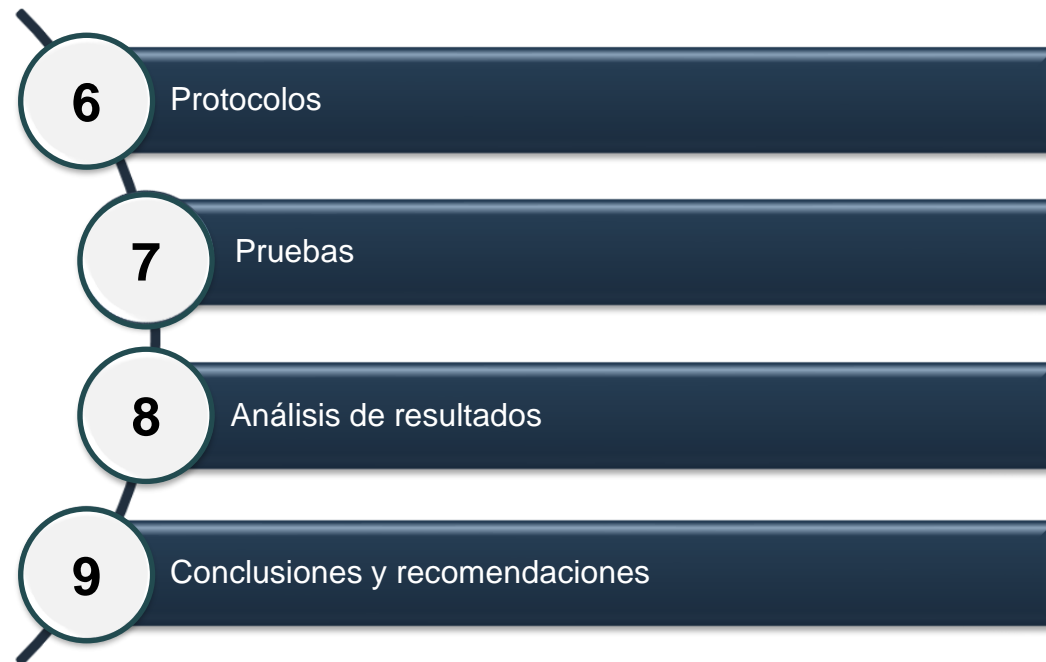 6 Protocolos
7 Pruebas
8 Análisis de resultados
9 Conclusiones y recomendaciones